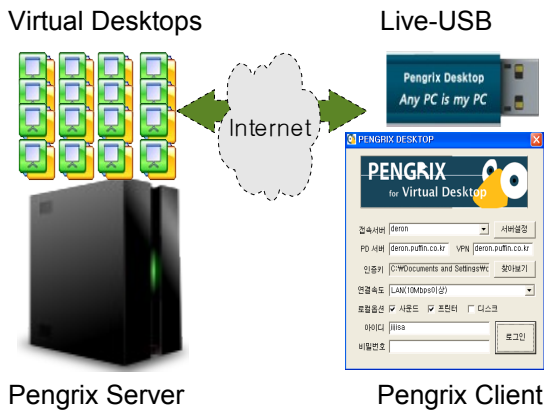 Virtual Desktops
Live-USB
Internet
Pengrix Desktop
Any PC is my PC
PENGRIX DESKTOP
PENGRIX
for Virtual Desktop
접속서버 deron 서버설정
PD 서버 deron.puffin.co.kr VPN deron.puffin.co.kr
인증키 C:₩Documents and Settings₩c 찾아보기
연결속도 LAN(10Mbps이상)
로컬옵션 사운드 프린터 디스크
아이디
비밀번호
로그인
Pengrix Server
Pengrix Client